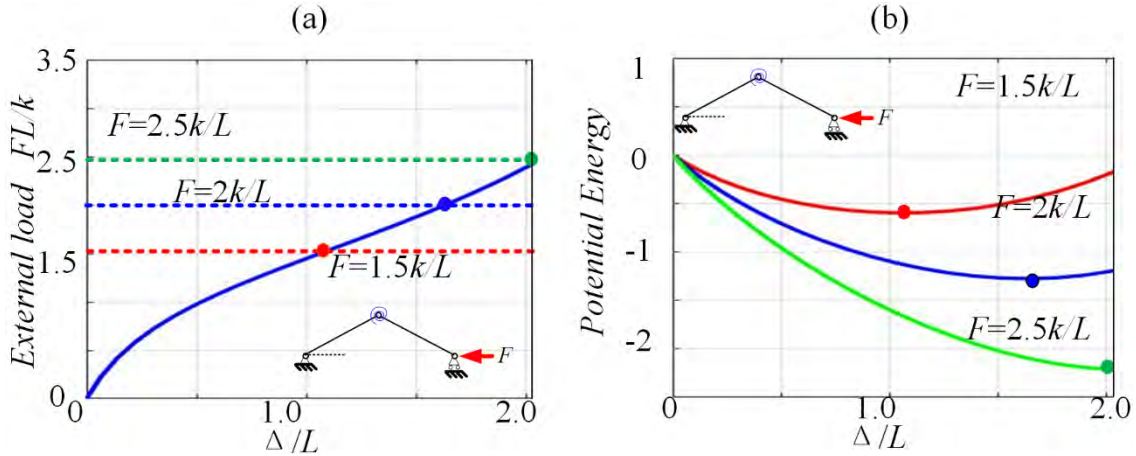 (a)
External load FL/k
3.5
2.5
1.5
0
F=2.5k/L
F=2k/L
F=1.5k/L
F
0
1.0
2.0
Δ/L
(b)
Potential Energy
1
0
-1
-2
F=1.5k/L
F
F=2k/L
F=2.5k/L
0
1.0
2.0
Δ/L